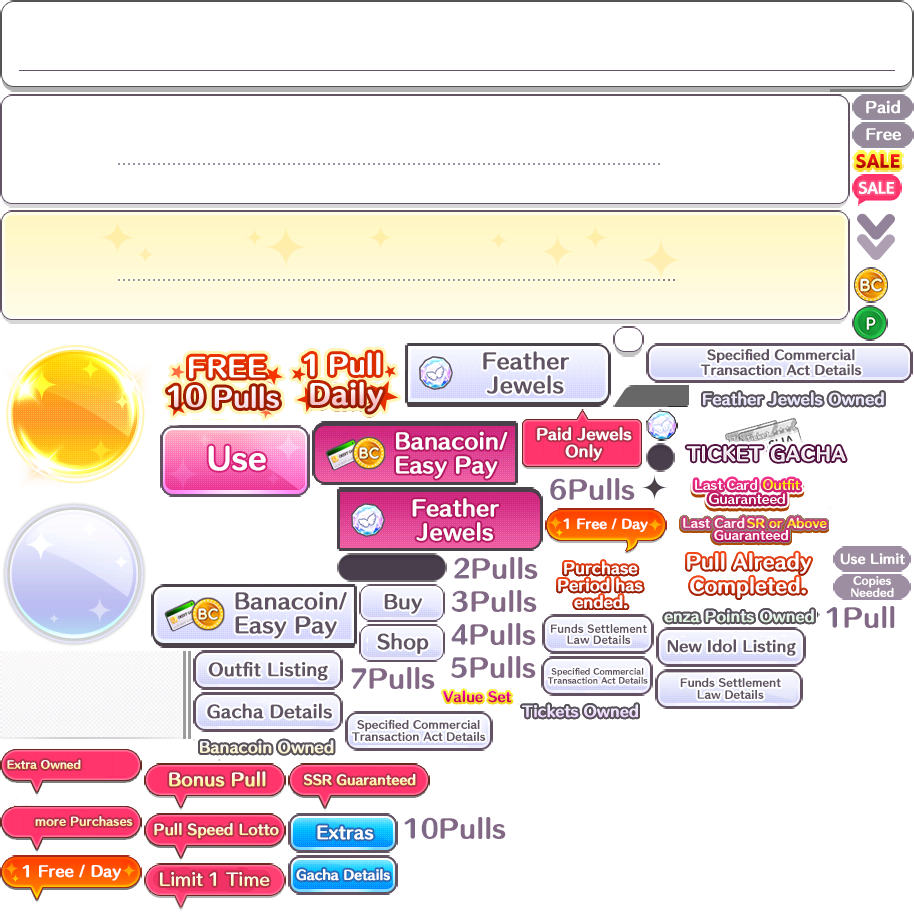 Paid
Free
SALE
SALE
BC
P
FREE
10 Pulls
1 Pull
Daily
Feather
Jewels
Specified Commercial
Transaction Act Details
Feather Jewels Owned
Use
BC
Banacoin/
Easy Pay
Paid Jewels
Only
TICKET GACHA
Feather
Jewels
6Pulls
Last Card Outfit
Guaranteed
1 Free / Day
Last Card SR or Above
Guaranteed
2Pulls
Purchase
Period has
ended.
Pull Already
Completed.
Use Limit
Copies
Needed
BC
Banacoin/
Easy Pay
Buy
3Pulls
enza Points Owned
1Pull
Shop
4Pulls
Funds Settlement
Law Details
New Idol Listing
Outfit Listing
7Pulls
5Pulls
Specified Commercial
Transaction Act Details
Funds Settlement
Law Details
Value Set
Gacha Details
Tickets Owned
Specified Commercial
Transaction Act Details
Banacoin Owned
Extra Owned
Bonus Pull
SSR Guaranteed
more Purchases
Pull Speed Lotto
Extras
10Pulls
1 Free / Day
Limit 1 Time
Gacha Details